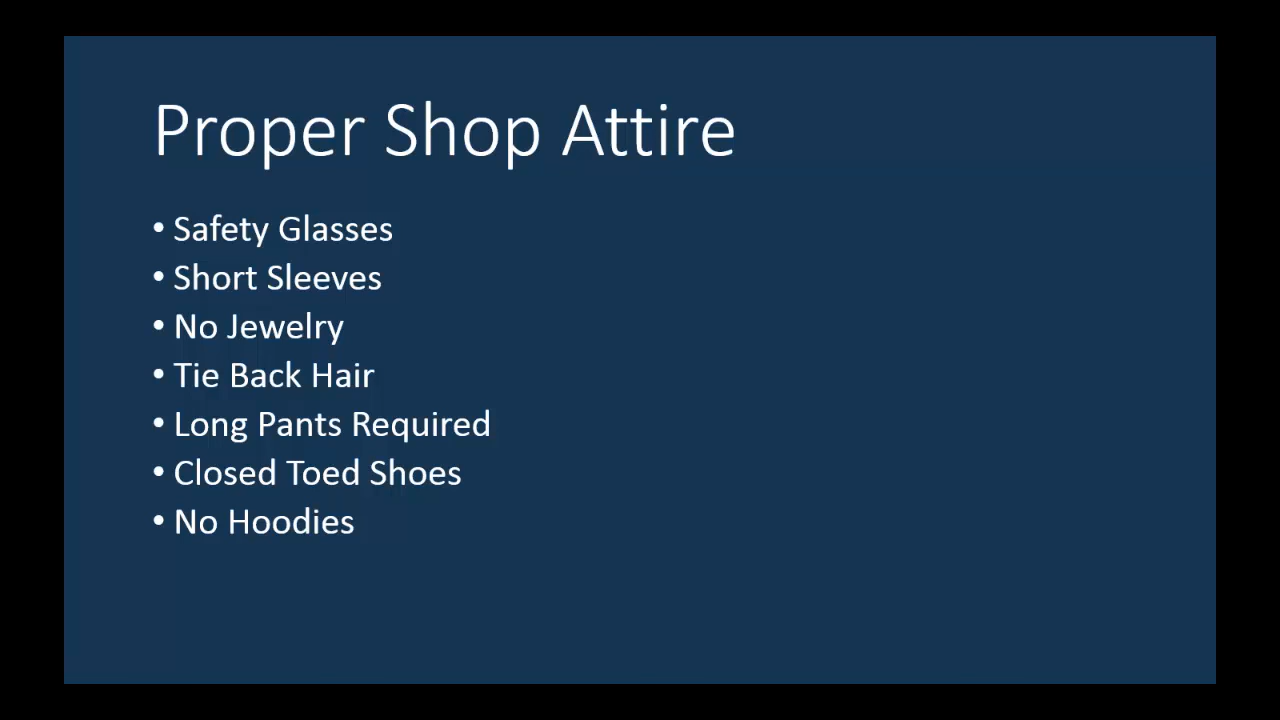 Proper Shop Attire
• Safety Glasses
• Short Sleeves
• No Jewelry
• Tie Back Hair
• Long Pants Required
• Closed Toed Shoes
• No Hoodies